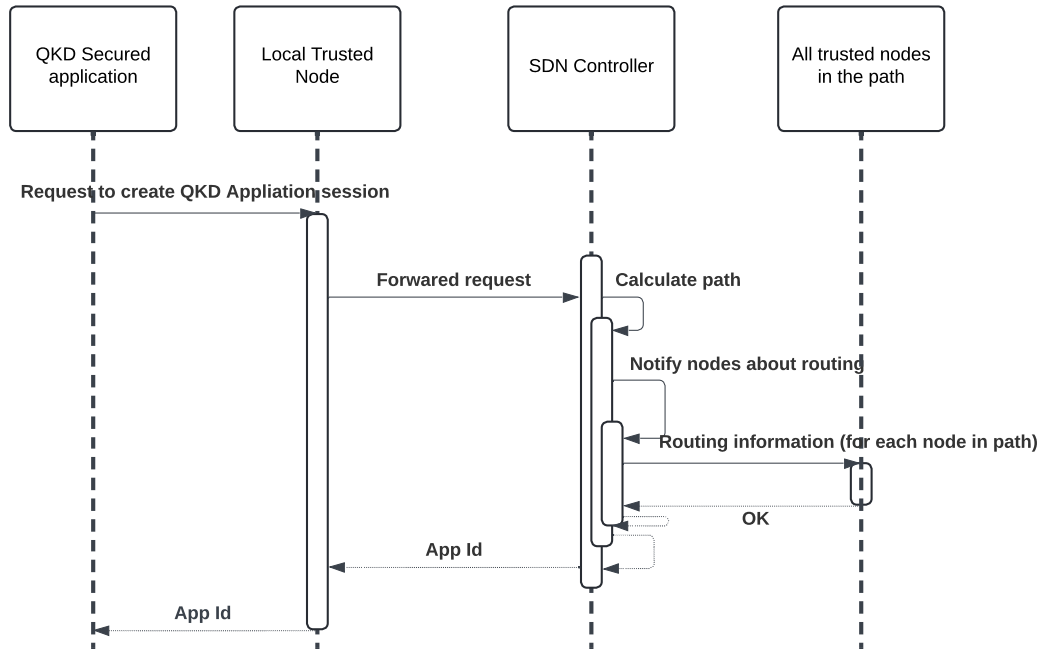 QKD Secured
application
Local Trusted
Node
SDN Controller
All trusted nodes
in the path
Request to create QKD Appliation session
Forwared request
Calculate path
Notify nodes about routing
Routing information (for each node in path)
OK
App Id
App Id